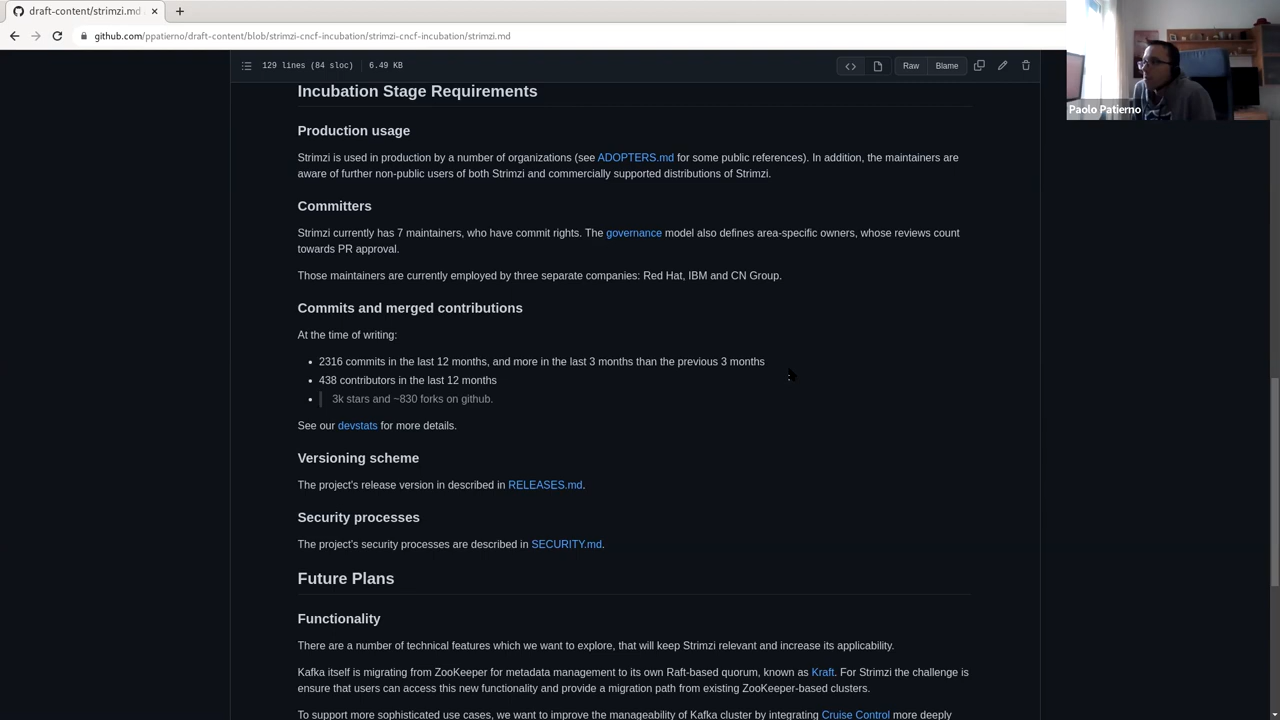 draft-content/strimzi.md
github.com/ppatierno/draft-content/blob/strimzi-cncf-incubation/strimzi-cncf-incubation/strimzi.md
Paolo Patierno
129 lines (84 sloc) 6.49 KB
Raw Blame
Incubation Stage Requirements
Production usage
Strimzi is used in production by a number of organizations (see ADOPTERS.md for some public references). In addition, the maintainers are
aware of further non-public users of both Strimzi and commercially supported distributions of Strimzi.
Committers
Strimzi currently has 7 maintainers, who have commit rights. The governance model also defines area-specific owners, whose reviews count
towards PR approval.
Those maintainers are currently employed by three separate companies: Red Hat, IBM and CN Group.
Commits and merged contributions
At the time of writing:
• 2316 commits in the last 12 months, and more in the last 3 months than the previous 3 months
• 438 contributors in the last 12 months
• 3k stars and ~830 forks on github.
See our devstats for more details.
Versioning scheme
The project's release version in described in RELEASES.md.
Security processes
The project's security processes are described in SECURITY.md.
Future Plans
Functionality
There are a number of technical features which we want to explore, that will keep Strimzi relevant and increase its applicability.
Kafka itself is migrating from ZooKeeper for metadata management to its own Raft-based quorum, known as Kraft. For Strimzi the challenge is
ensure that users can access this new functionality and provide a migration path from existing ZooKeeper-based clusters.
To support more sophisticated use cases, we want to improve the manageability of Kafka cluster by integrating Cruise Control more deeply